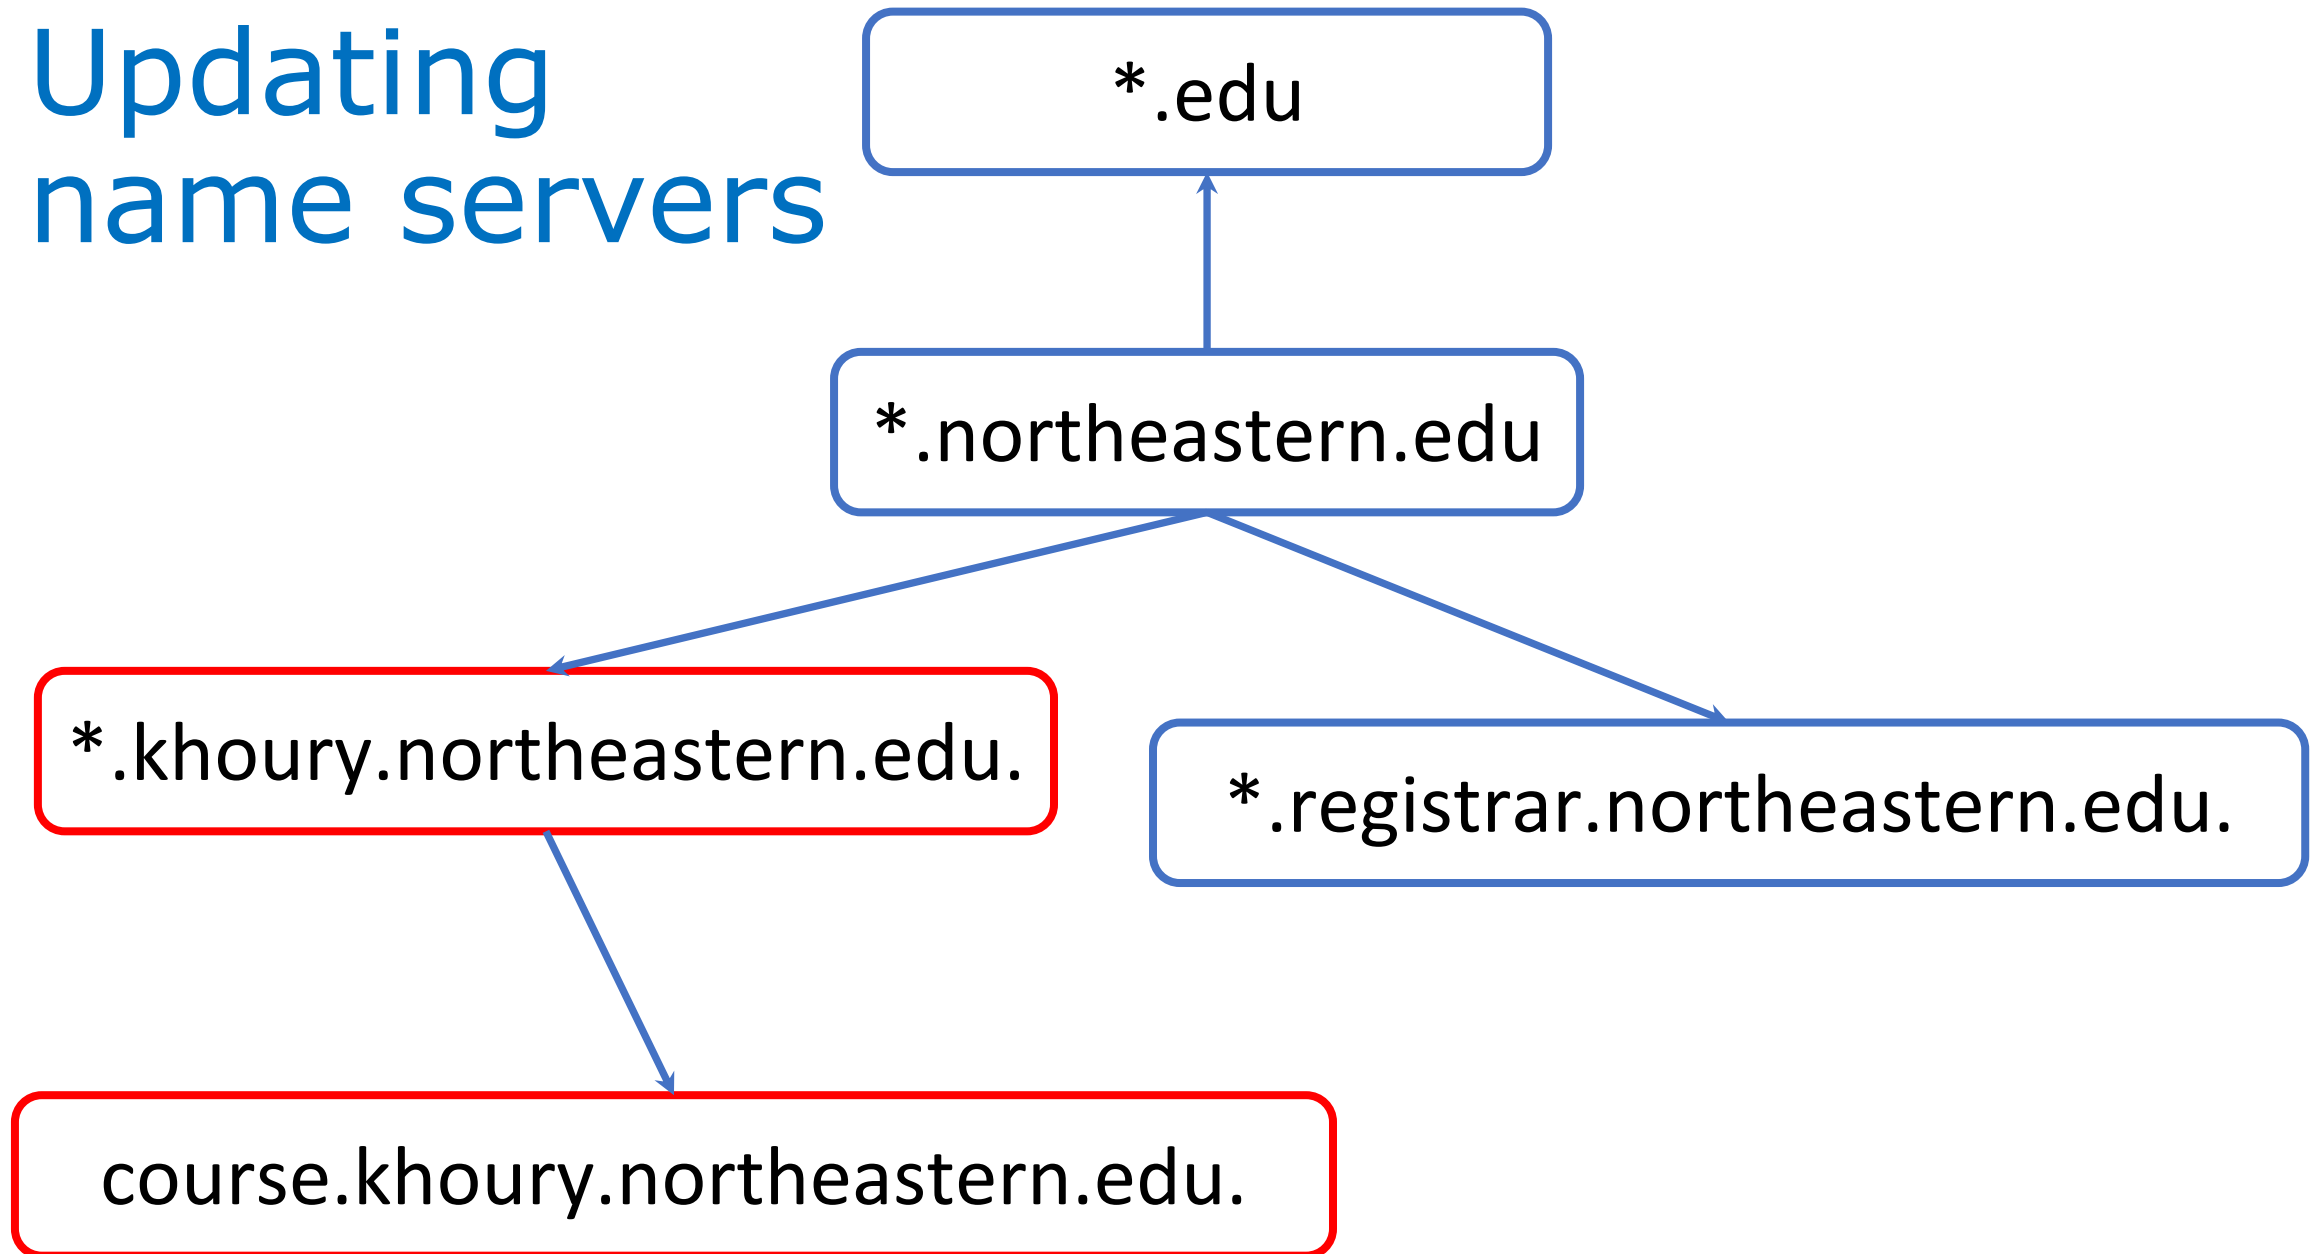 Updating
name servers
*.edu
*.northeastern.edu
*.khoury.northeastern.edu.
*.registrar.northeastern.edu.
course.khoury.northeastern.edu.